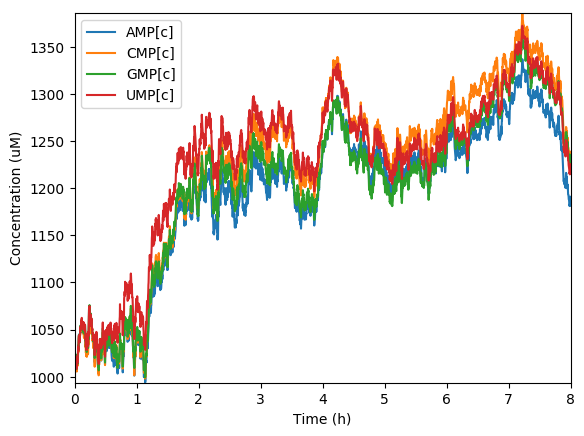 AMP[c]
CMP[c]
GMP[c]
UMP[c]
Concentration (uM)
1350
1300
1250
1200
1150
1100
1050
1000
0 1 2 3 4 5 6 7 8
Time (h)